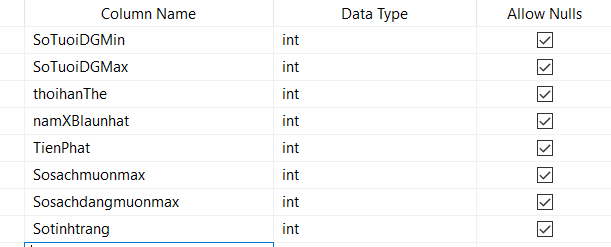 Column Name Data Type Allow Nulls
SoTuoiDGMin int
SoTuoiDGMax int
thoihanThe int
namXBlaunhat int
TienPhat int
Sosachmuonmax int
Sosachdangmuonmax int
Sotinhtrang int